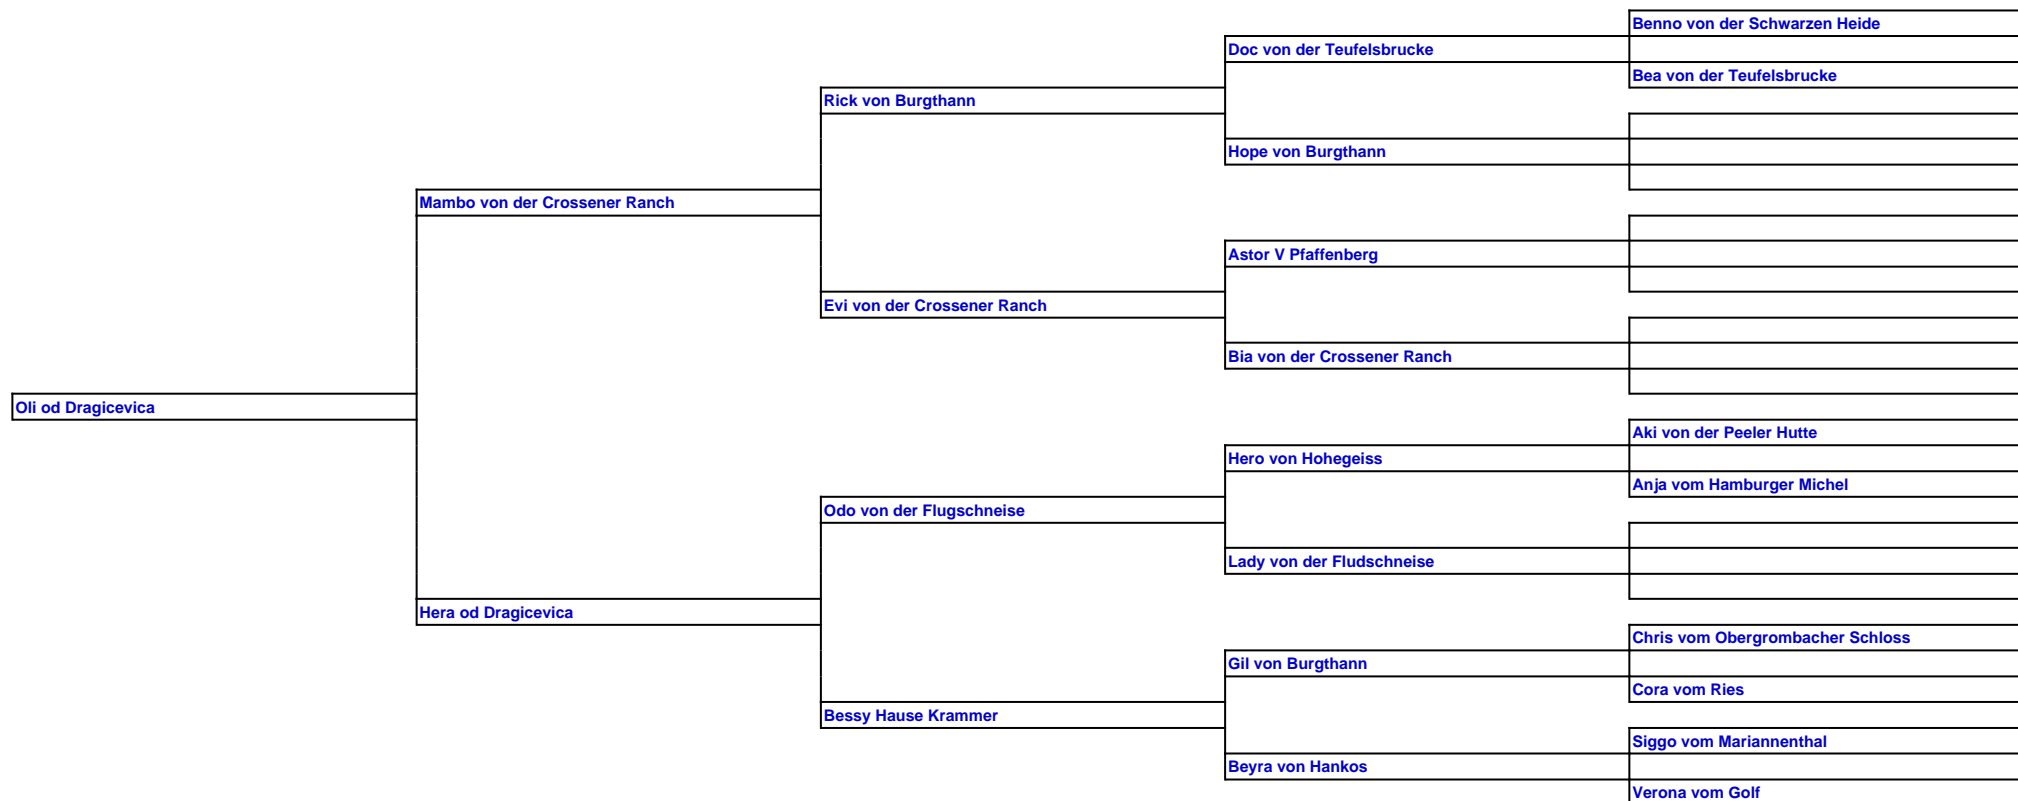 Benno von der Schwarzen Heide
Doc von der Teufelsbrucke
Bea von der Teufelsbrucke
Rick von Burgthann
Hope von Burgthann
Mambo von der Crossener Ranch
Astor V Pfaffenberg
Evi von der Crossener Ranch
Bia von der Crossener Ranch
Oli od Dragicevica
Aki von der Peeler Hutte
Hero von Hohegeiss
Anja vom Hamburger Michel
Odo von der Flugschneise
Lady von der Fludschneise
Hera od Dragicevica
Chris vom Obergrombacher Schloss
Gil von Burgthann
Cora vom Ries
Bessy Hause Krammer
Siggo vom Mariannenthal
Beyra von Hankos
Verona vom Golf